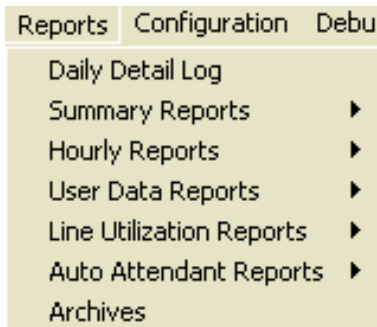 Reports Configuration Debu
Daily Detail Log
Summary Reports
Hourly Reports
User Data Reports
Line Utilization Reports
Auto Attendant Reports
Archives